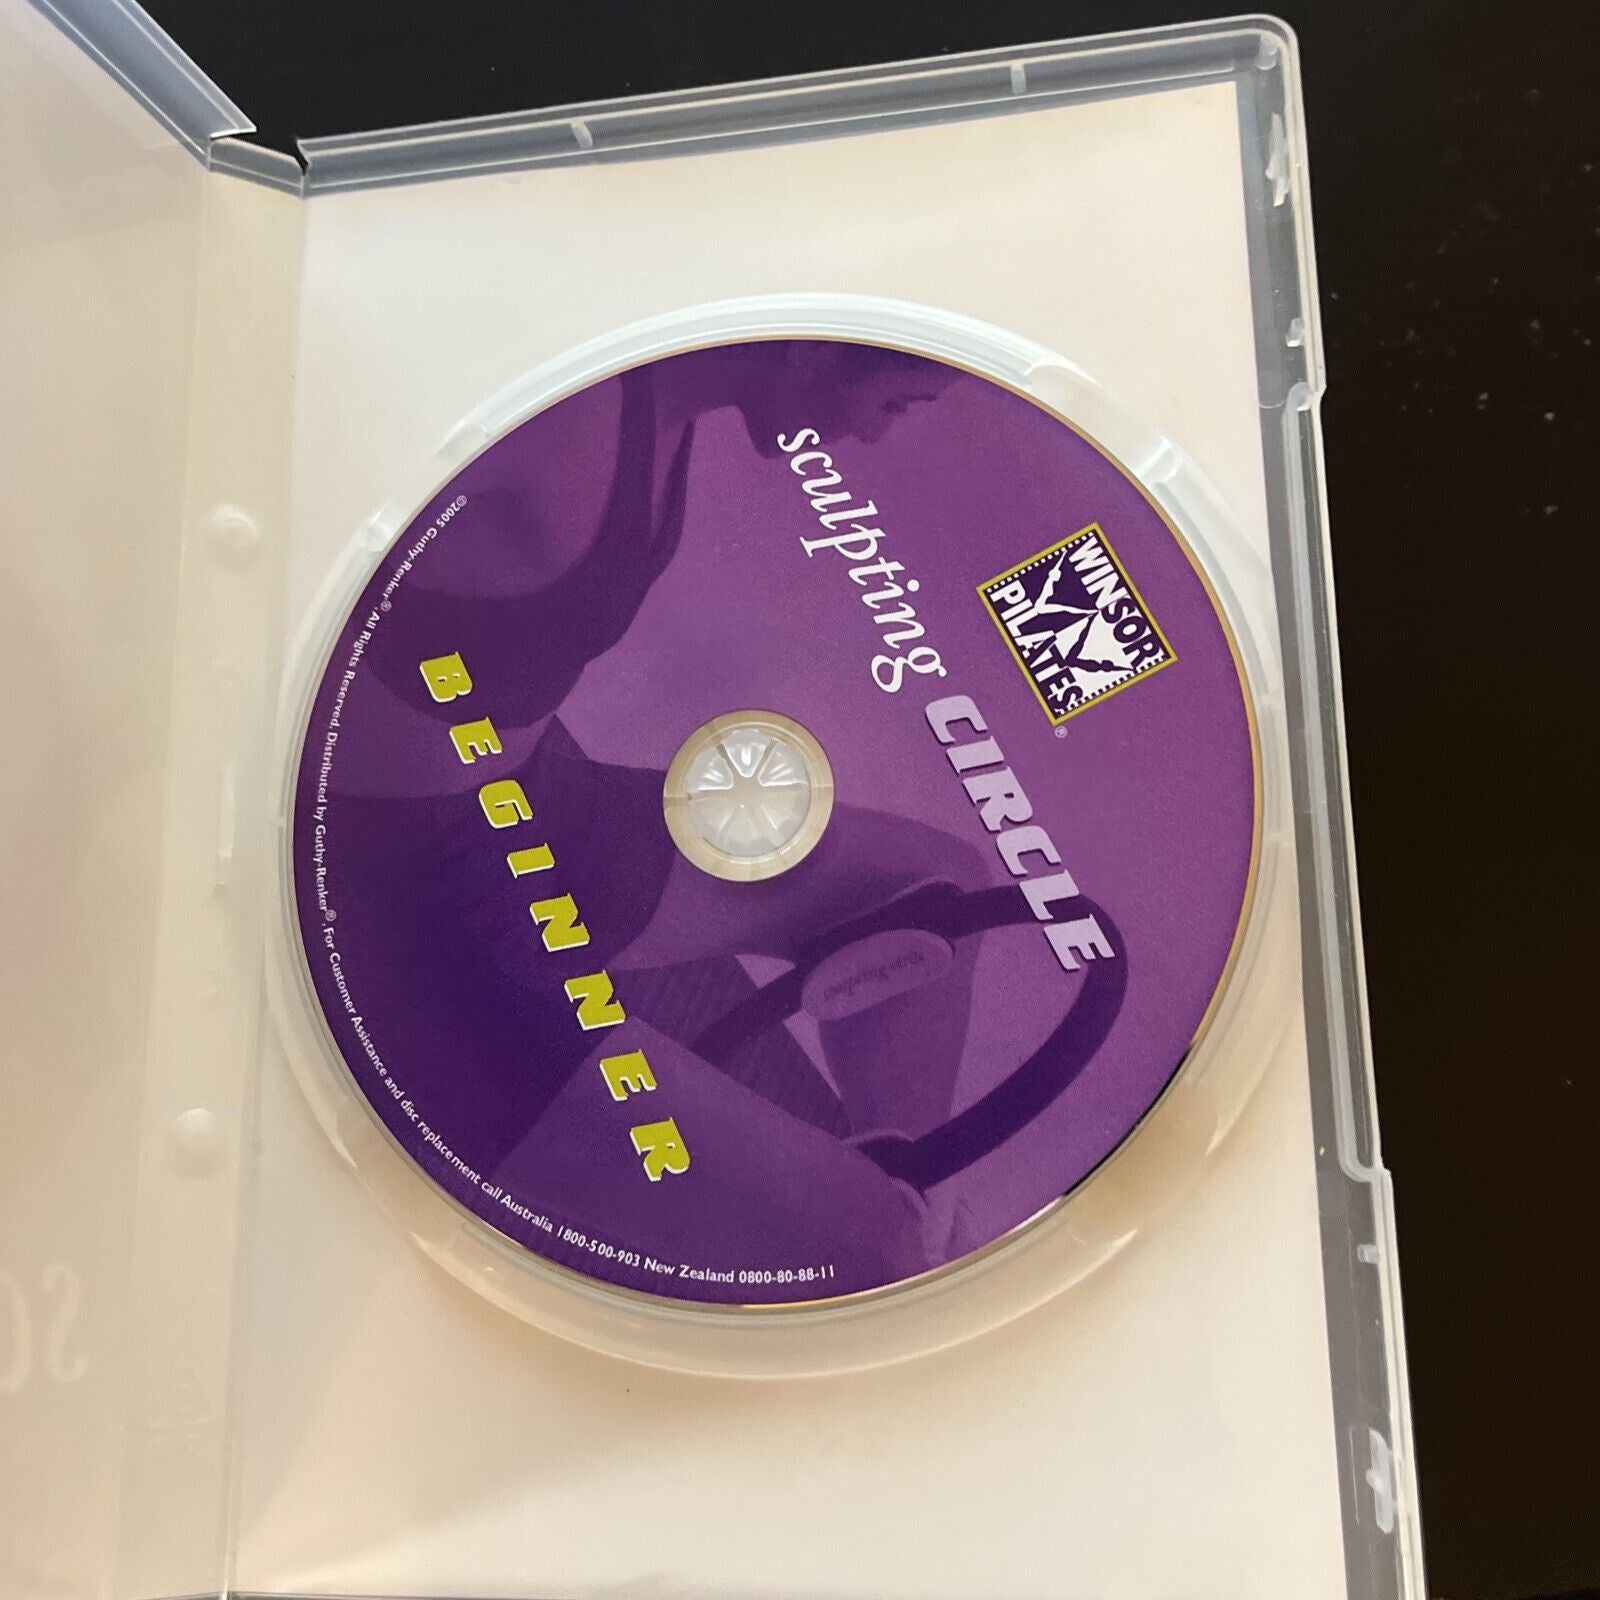 WINSOR
PILATES®
sculpting CIRCLE
BEGINNER
©2005 Guthy-Renker®, All Rights Reserved, Distributed by Guthy-Renker®, For Customer Assistance and disc replacement call Australia 1800-500-903 New Zealand 0800-80-88-11